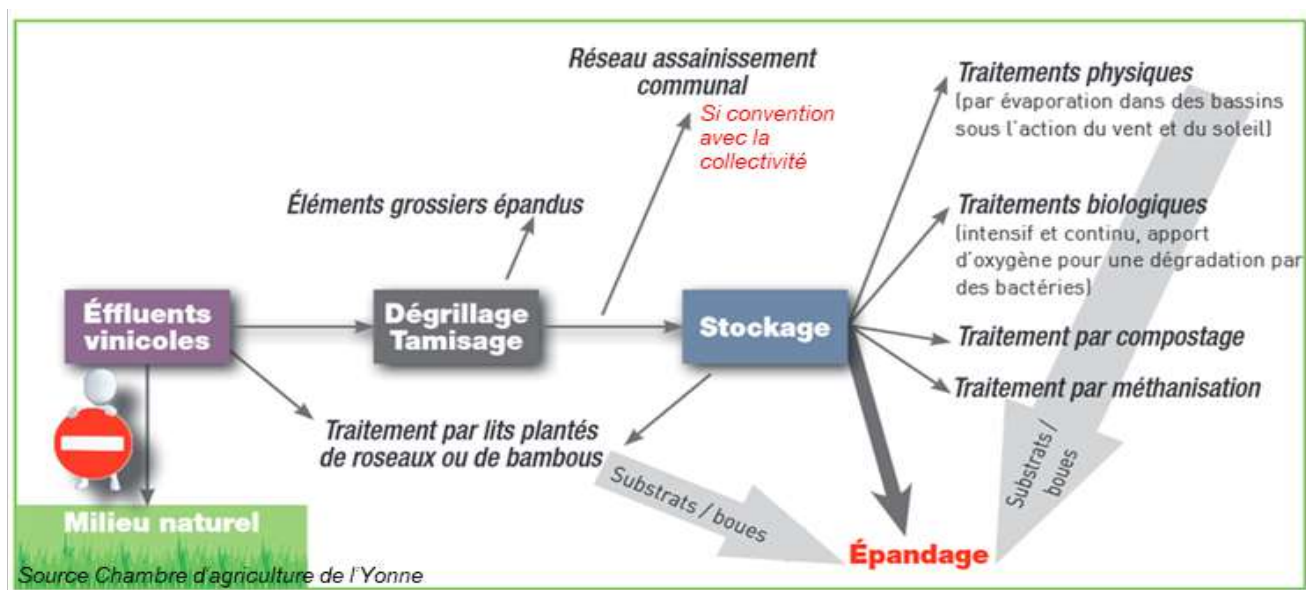 Réseau assainissement
communal
Si convention
avec la
collectivité
Traitements physiques
(par évaporation dans des bassins
sous l'action du vent et du soleil)
Éléments grossiers épandus
Traitements biologiques
(intensif et continu, apport
d'oxygène pour une dégradation par
des bactéries)
Éffluents
vinicoles
Dégrillage
Tamisage
Stockage
Traitement par compostage
Traitement par méthanisation
Traitement par lits plantés
de roseaux ou de bambous
Substrats / boues
Substrats /
boues
Milieu naturel
Épandage
Source Chambre d'agriculture de l'Yonne